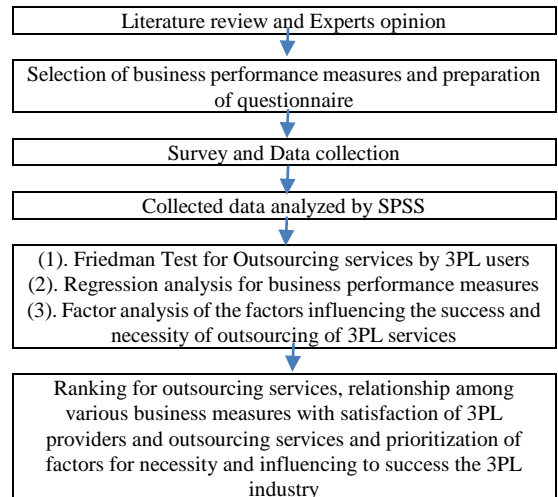 Literature review and Experts opinion
Selection of business performance measures and preparation
of questionnaire
Survey and Data collection
Collected data analyzed by SPSS
(1). Friedman Test for Outsourcing services by 3PL users
(2). Regression analysis for business performance measures
(3). Factor analysis of the factors influencing the success and
necessity of outsourcing of 3PL services
Ranking for outsourcing services, relationship among
various business measures with satisfaction of 3PL
providers and outsourcing services and prioritization of
factors for necessity and influencing to success the 3PL
industry